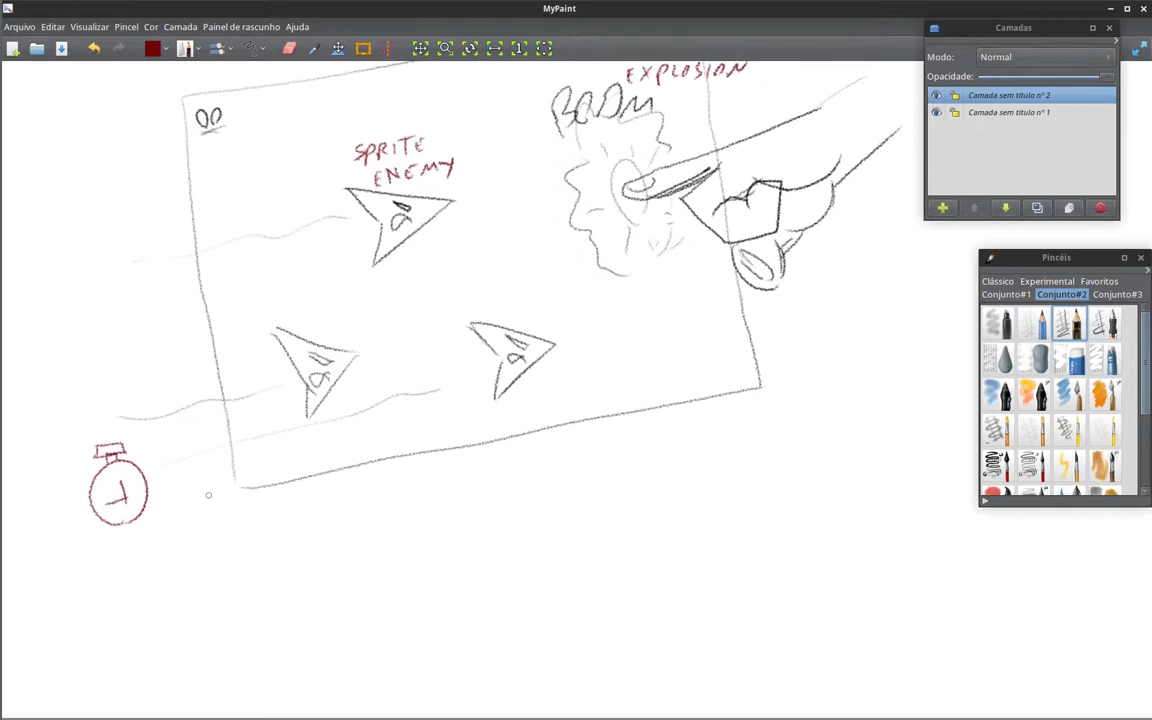 MyPaint
Arquivo Editar Visualizar Pincel Cor Camada Painel de rascunho Ajuda
Camadas
Modo: Normal
Opacidade:
Camada sem título nº 2
Camada sem título nº 1
EXPLOSION
BOOM
00
SPRITE
ENEMY
Pincéis
Clássico Experimental Favoritos
Conjunto#1 Conjunto#2 Conjunto#3